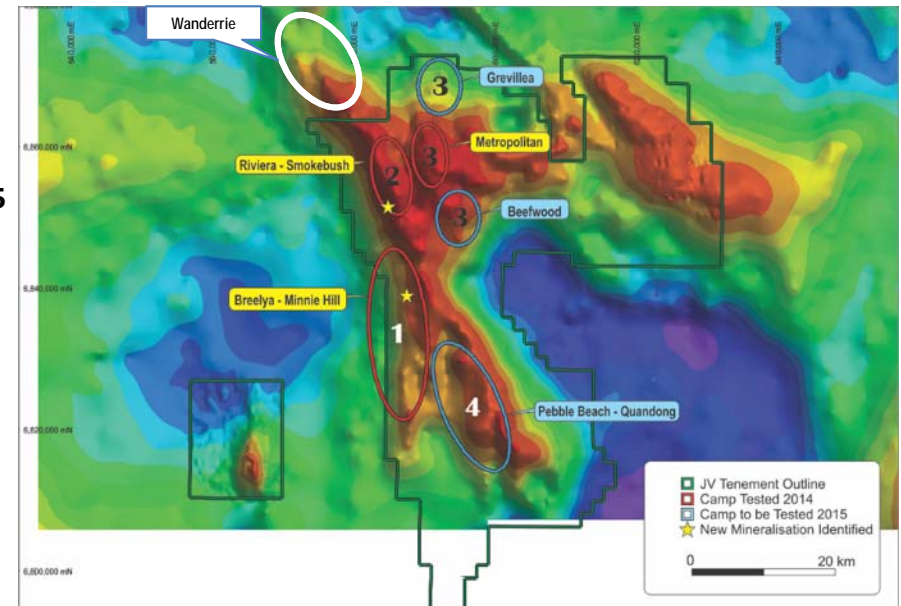 Wanderrie
Grevillea
3
6,860,000 mN
Metropolitan
3
Riviera - Smokebush
2
5
Beefwood
3
6,840,000 mN
Breelya - Minnie Hill
1
4
Pebble Beach - Quandong
6,820,000 mN
JV Tenement Outline
Camp Tested 2014
Camp to be Tested 2015
New Mineralisation Identified
0 20 km
6,800,000 mN